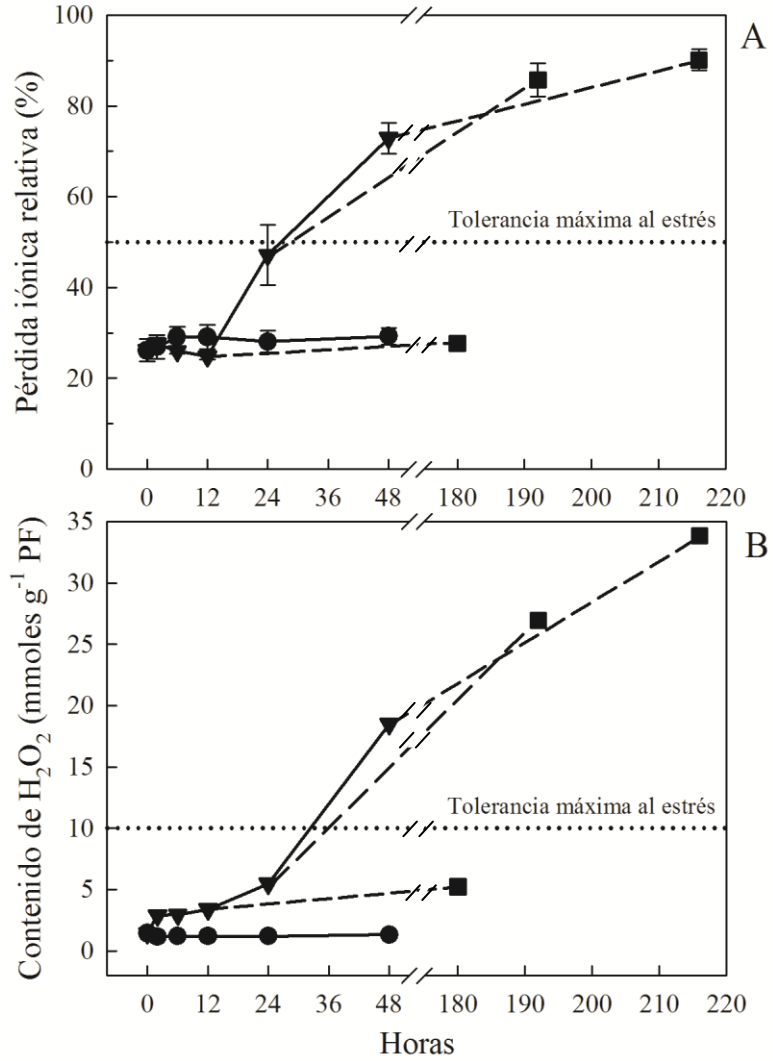 A
Pérdida iónica relativa (%)
100
80
60
40
20
0
Tolerancia máxima al estrés
0 12 24 36 48 180 190 200 210 220
B
Contenido de H₂O₂ (mmoles g⁻¹ PF)
35
30
25
20
15
10
5
0
Tolerancia máxima al estrés
0 12 24 36 48 180 190 200 210 220
Horas